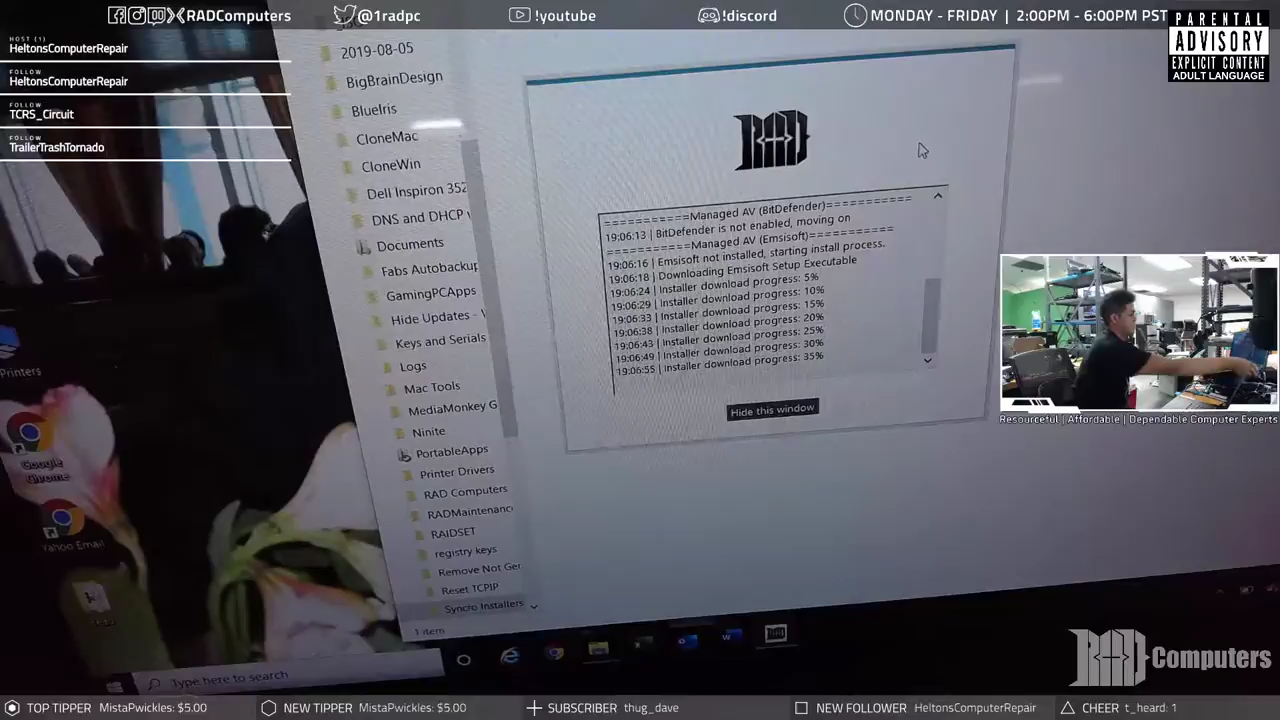 RADComputers
@1radpc
!youtube
!discord
MONDAY - FRIDAY | 2:00PM - 6:00PM PST
PARENTAL
ADVISORY
EXPLICIT CONTENT
ADULT LANGUAGE
HOST (1)
HeltonsComputerRepair
FOLLOW
HeltonsComputerRepair
FOLLOW
TCRS_Circuit
FOLLOW
TrailerTrashTornado
2019-08-05
BigBrainDesign
BlueIris
CloneMac
CloneWin
Dell Inspiron 352
DNS and DHCP
Documents
Fabs Autobackup
GamingPCApps
Hide Updates -
Keys and Serials
Logs
Mac Tools
MediaMonkey G
Ninite
PortableApps
Printer Drivers
RAD Computers
RADMaintenanc
RAIDSET
registry keys
Remove Not Ger
Reset TCPIP
Syncro Installers
1 item
RAD
===========Managed AV (BitDefender)===========
19:06:13 | BitDefender is not enabled, moving on
===========Managed AV (Emsisoft)===========
19:06:16 | Emsisoft not installed, starting install process.
19:06:18 | Downloading Emsisoft Setup Executable
19:06:24 | Installer download progress: 5%
19:06:29 | Installer download progress: 10%
19:06:33 | Installer download progress: 15%
19:06:38 | Installer download progress: 20%
19:06:43 | Installer download progress: 25%
19:06:49 | Installer download progress: 30%
19:06:55 | Installer download progress: 35%
Hide this window
Printers
Google
Chrome
Yahoo Email
Type here to search
Resourceful | Affordable | Dependable Computer Experts
RAD Computers
TOP TIPPER MistaPwickles: $5.00
NEW TIPPER MistaPwickles: $5.00
SUBSCRIBER thug_dave
NEW FOLLOWER HeltonsComputerRepair
CHEER t_heard: 1